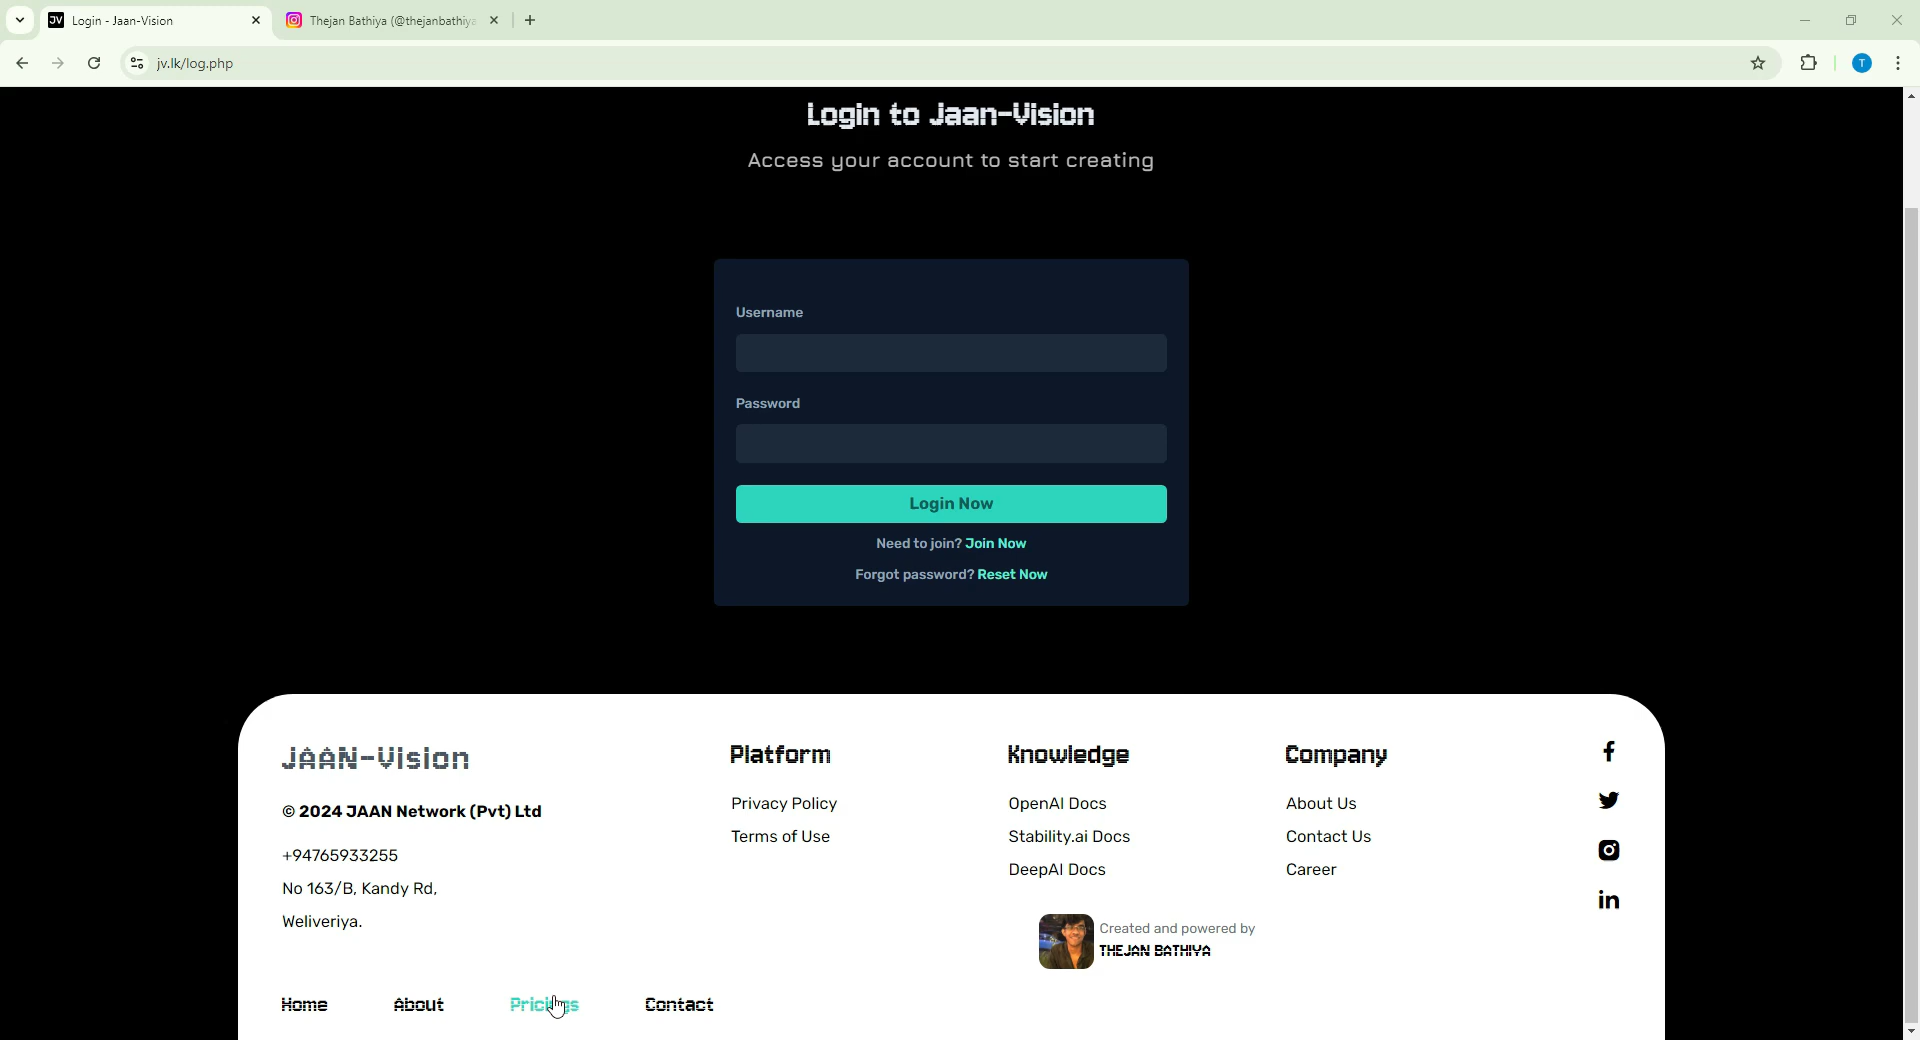 Login - Jaan-Vision
Thejan Bathiya (@thejanbathiya
jv.lk/log.php
T
Login to Jaan-Vision
Access your account to start creating
Username
Password
Login Now
Need to join? Join Now
Forgot password? Reset Now
JAAN-Vision
© 2024 JAAN Network (Pvt) Ltd
+94765933255
No 163/B, Kandy Rd,
Weliveriya.
Platform
Privacy Policy
Terms of Use
Knowledge
OpenAI Docs
Stability.ai Docs
DeepAI Docs
Company
About Us
Contact Us
Career
Created and powered by
THEJAN BATHIYA
Home About Pricings Contact